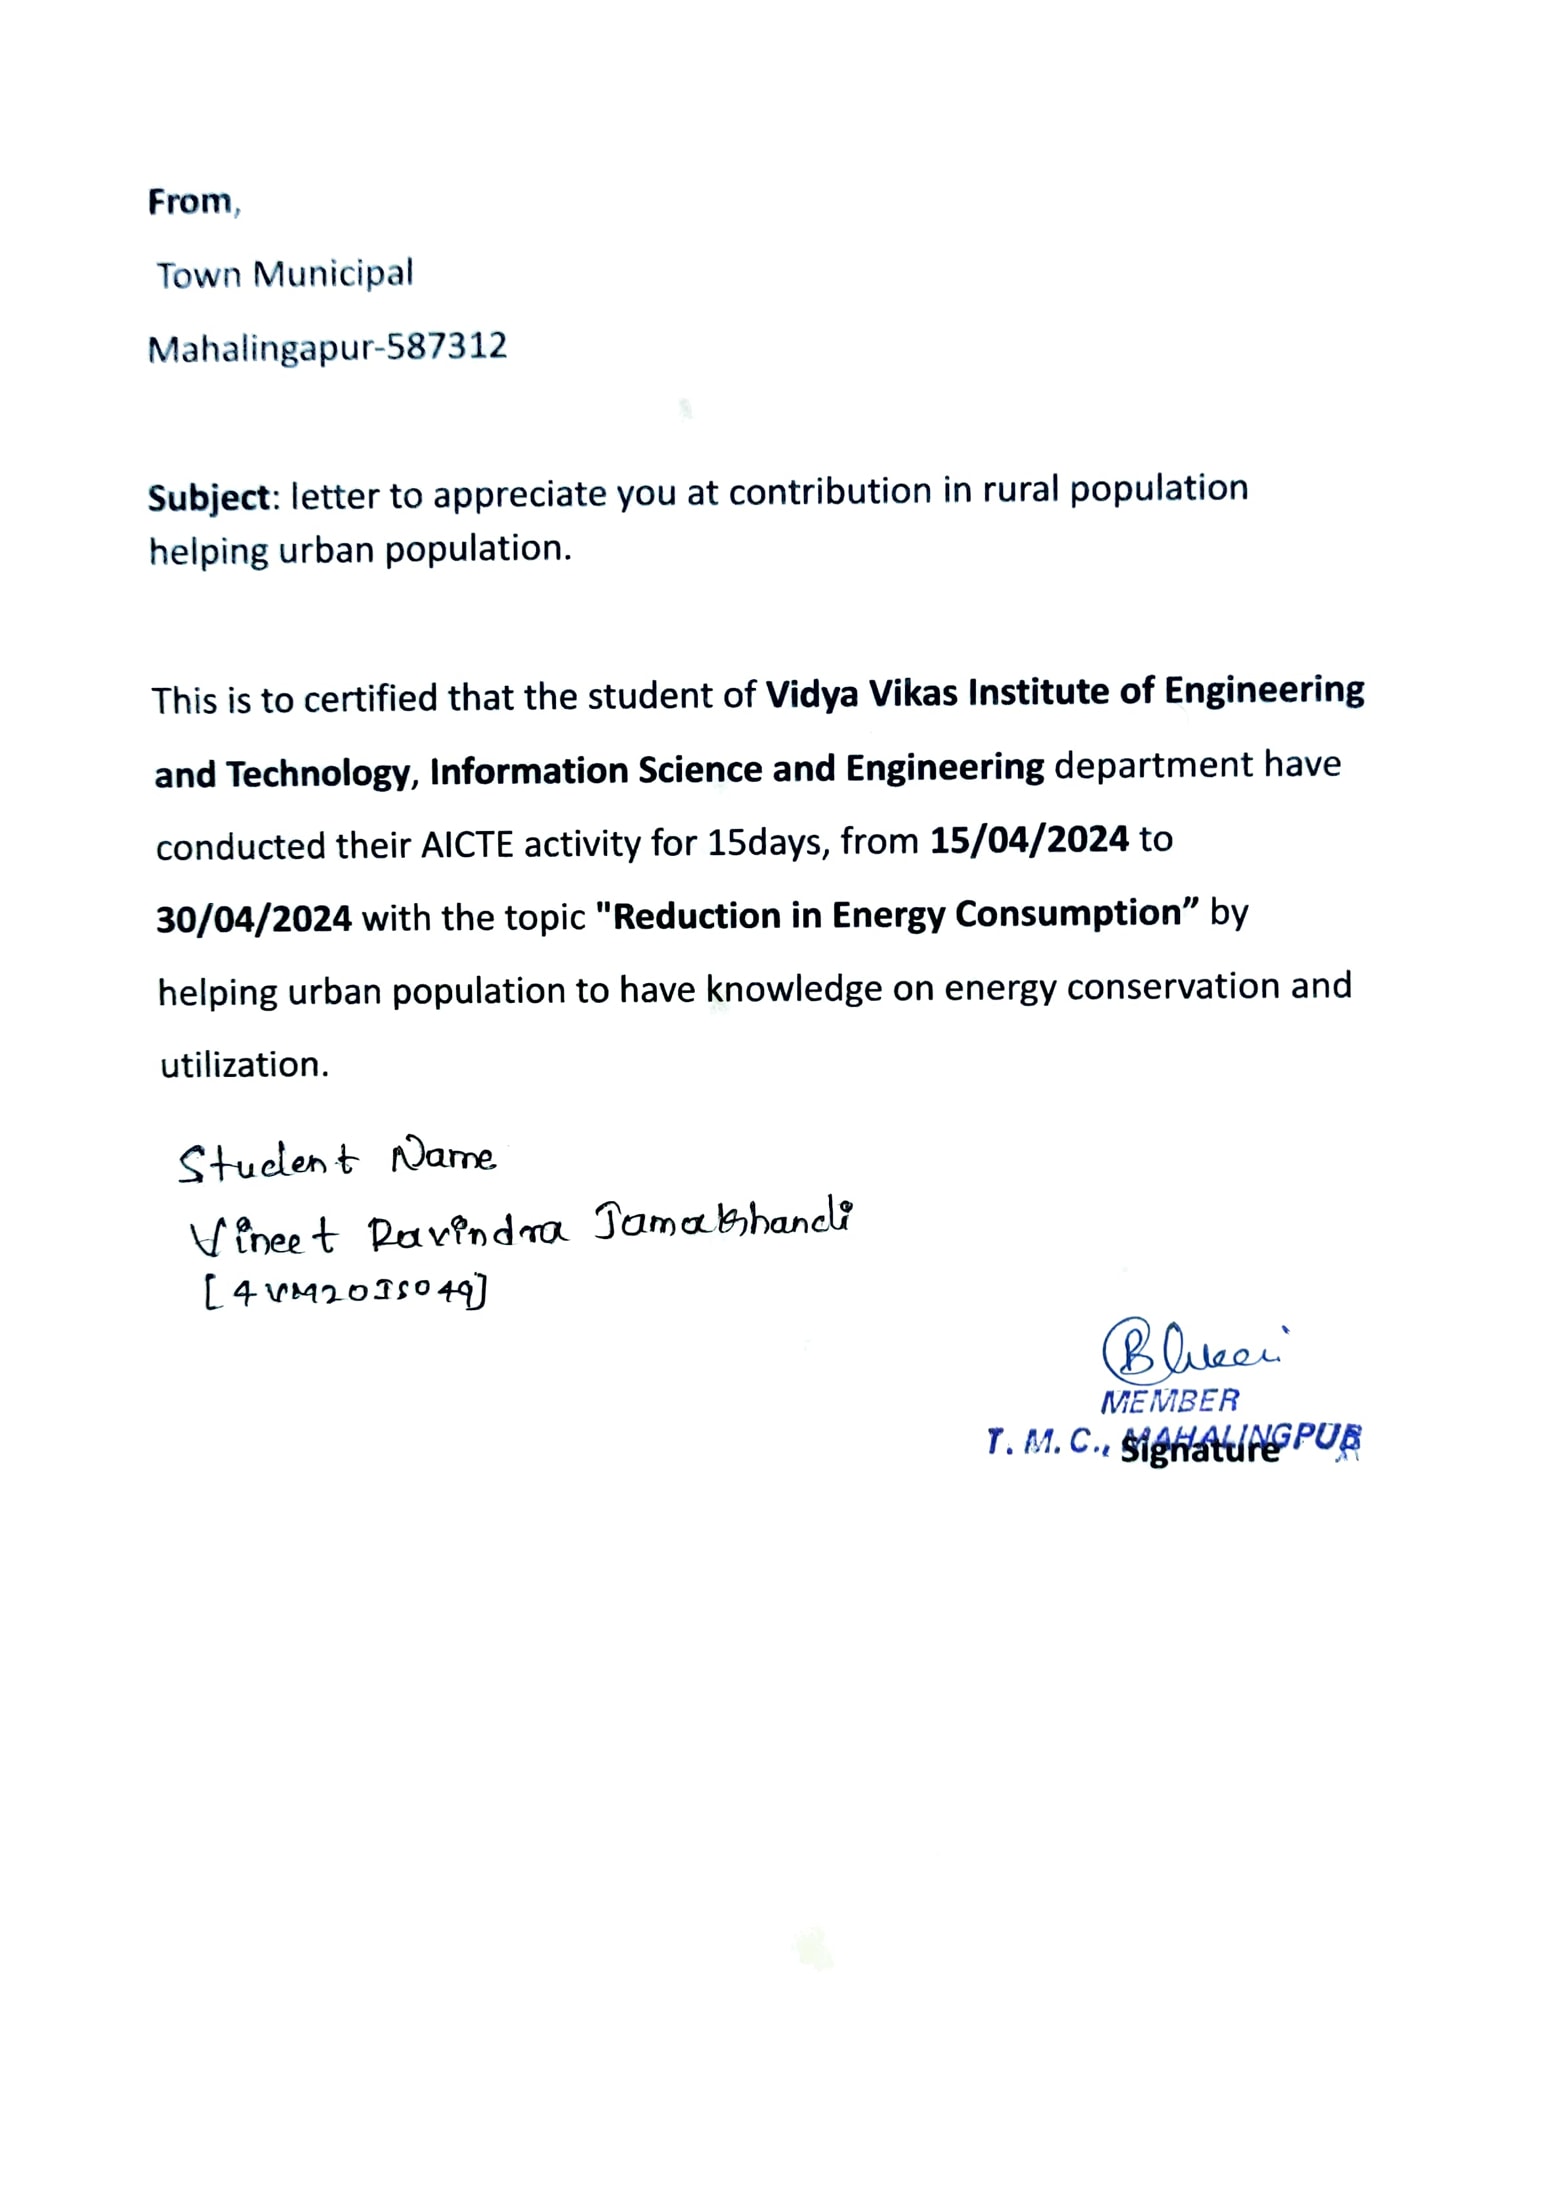 From,
Town Municipal
Mahalingapur-587312
Subject: letter to appreciate you at contribution in rural population
helping urban population.
This is to certified that the student of Vidya Vikas Institute of Engineering
and Technology, Information Science and Engineering department have
conducted their AICTE activity for 15days, from 15/04/2024 to
30/04/2024 with the topic "Reduction in Energy Consumption” by
helping urban population to have knowledge on energy conservation and
utilization.
Student Name
Vineet Ravindra Jamakhandi
[4VM20IS049]
MEMBER
T. M. C., MAHALINGPUR
Signature